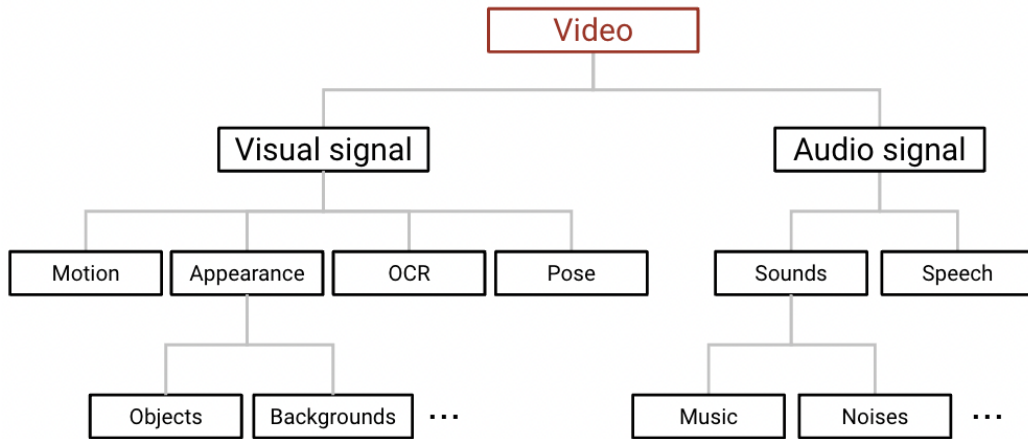 Video
Visual signal
Audio signal
Motion
Appearance
OCR
Pose
Sounds
Speech
Objects
Backgrounds
...
Music
Noises
...